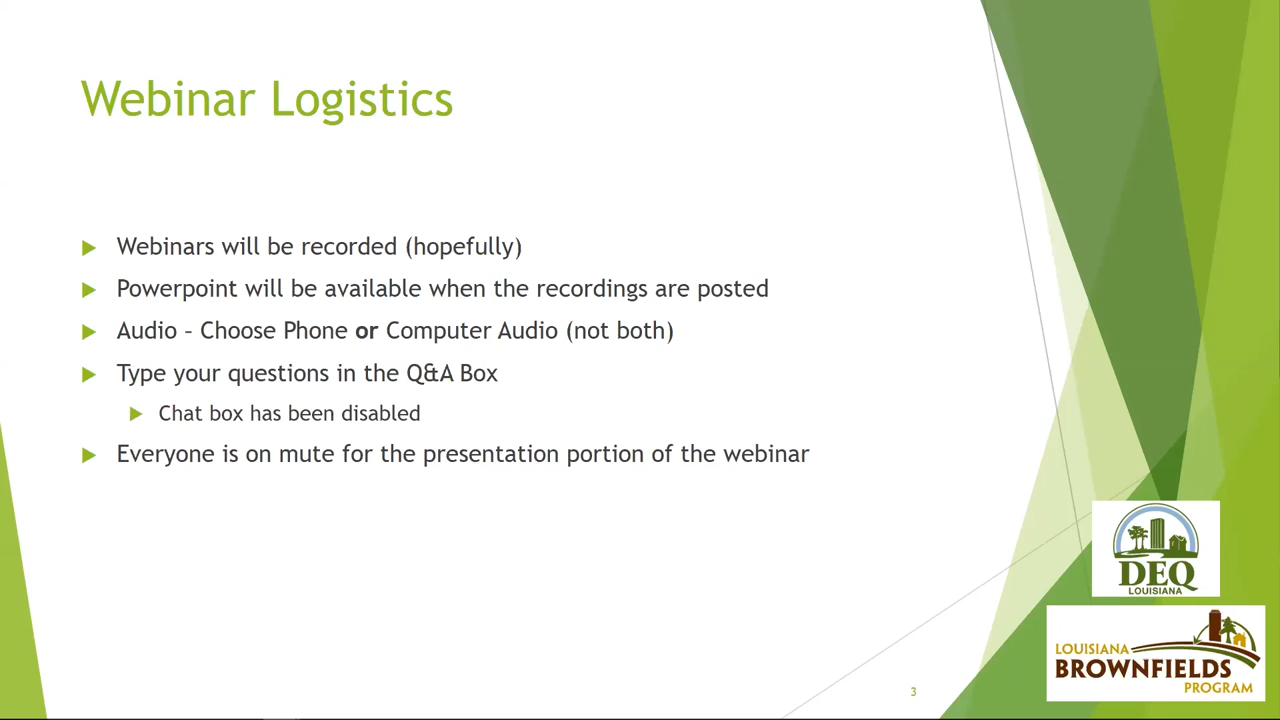 Webinar Logistics
Webinars will be recorded (hopefully)
Powerpoint will be available when the recordings are posted
Audio – Choose Phone or Computer Audio (not both)
Type your questions in the Q&A Box
Chat box has been disabled
Everyone is on mute for the presentation portion of the webinar
DEQ
LOUISIANA
LOUISIANA
BROWNFIELDS
PROGRAM
3